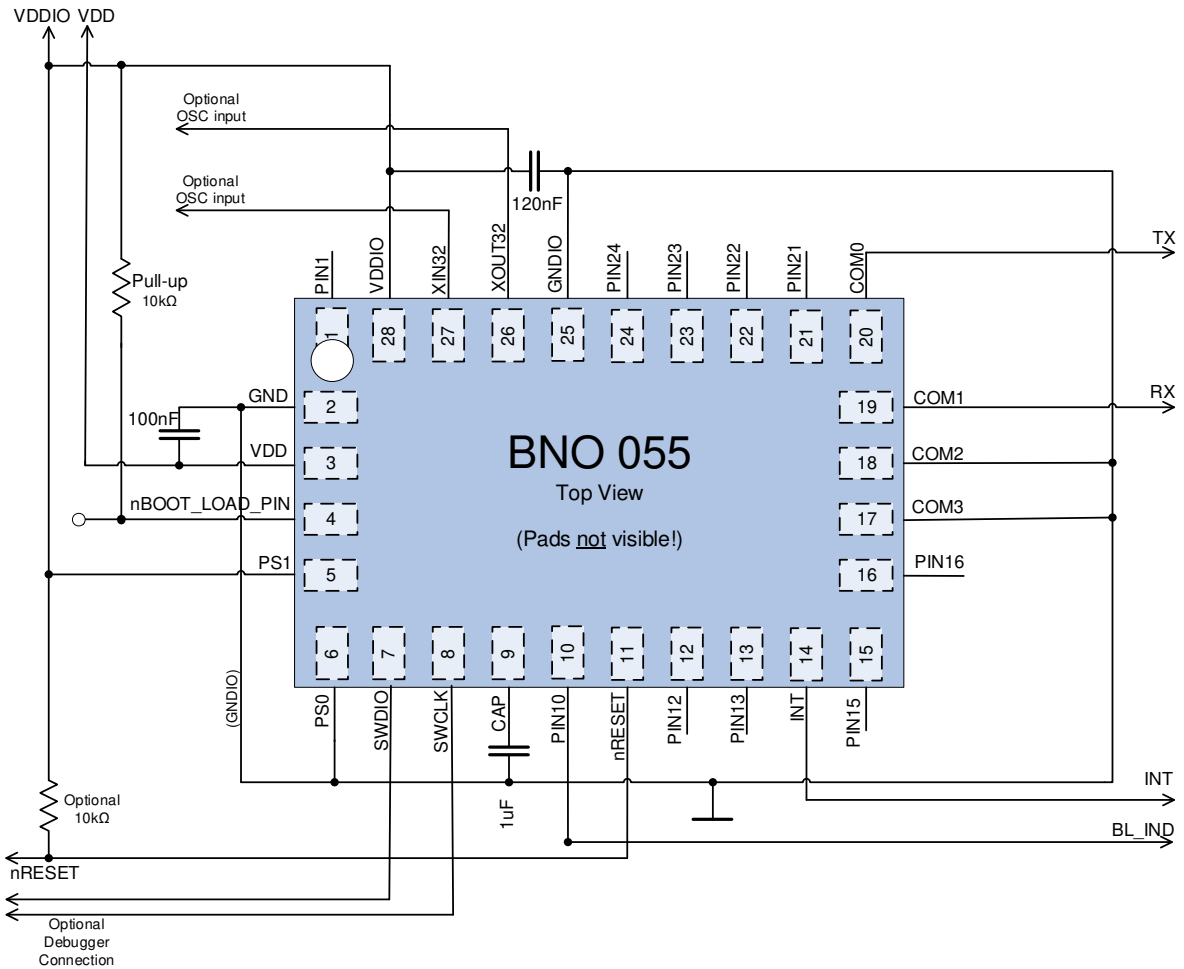 VDDIO VDD
Optional
OSC input
Optional
OSC input
120nF
Pull-up
10kΩ
PIN1
VDDIO
XIN32
XOUT32
GNDIO
PIN24
PIN23
PIN22
PIN21
COM0
TX
1
28
27
26
25
24
23
22
21
20
GND
2
100nF
VDD
3
nBOOT_LOAD_PIN
4
PS1
5
BNO 055
Top View
(Pads not visible!)
19
COM1
RX
18
COM2
17
COM3
16
PIN16
6
7
8
9
10
11
12
13
14
15
(GNDIO)
PS0
SWDIO
SWCLK
CAP
PIN10
nRESET
PIN12
PIN13
INT
PIN15
1uF
Optional
10kΩ
INT
BL_IND
nRESET
Optional
Debugger
Connection